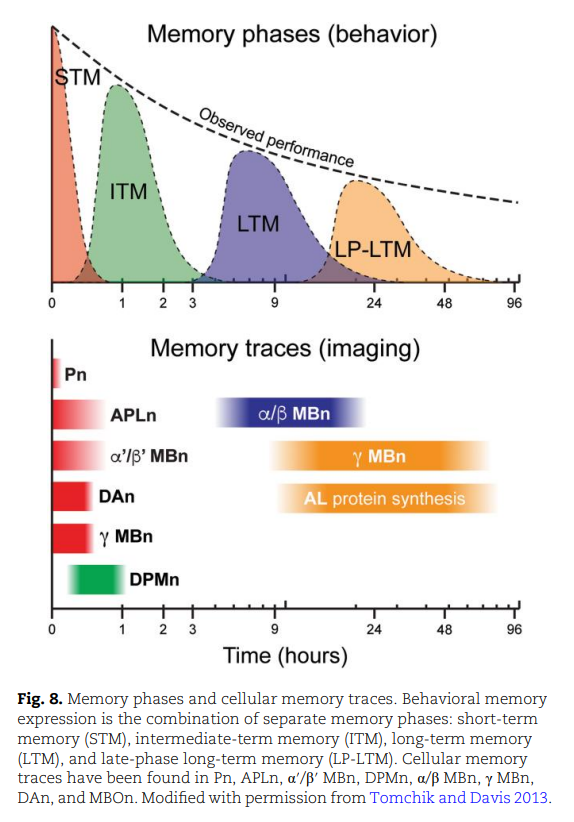 Memory phases (behavior)
STM
Observed performance
ITM
LTM
LP-LTM
0 1 2 3 9 24 48 96
Memory traces (imaging)
Pn
APLn α/β MBn
α’/β’ MBn γ MBn
DAn AL protein synthesis
γ MBn
DPMn
0 1 2 3 9 24 48 96
Time (hours)
Fig. 8. Memory phases and cellular memory traces. Behavioral memory
expression is the combination of separate memory phases: short-term
memory (STM), intermediate-term memory (ITM), long-term memory
(LTM), and late-phase long-term memory (LP-LTM). Cellular memory
traces have been found in Pn, APLn, α′/β′ MBn, DPMn, α/β MBn, γ MBn,
DAn, and MBOn. Modified with permission from Tomchik and Davis 2013.